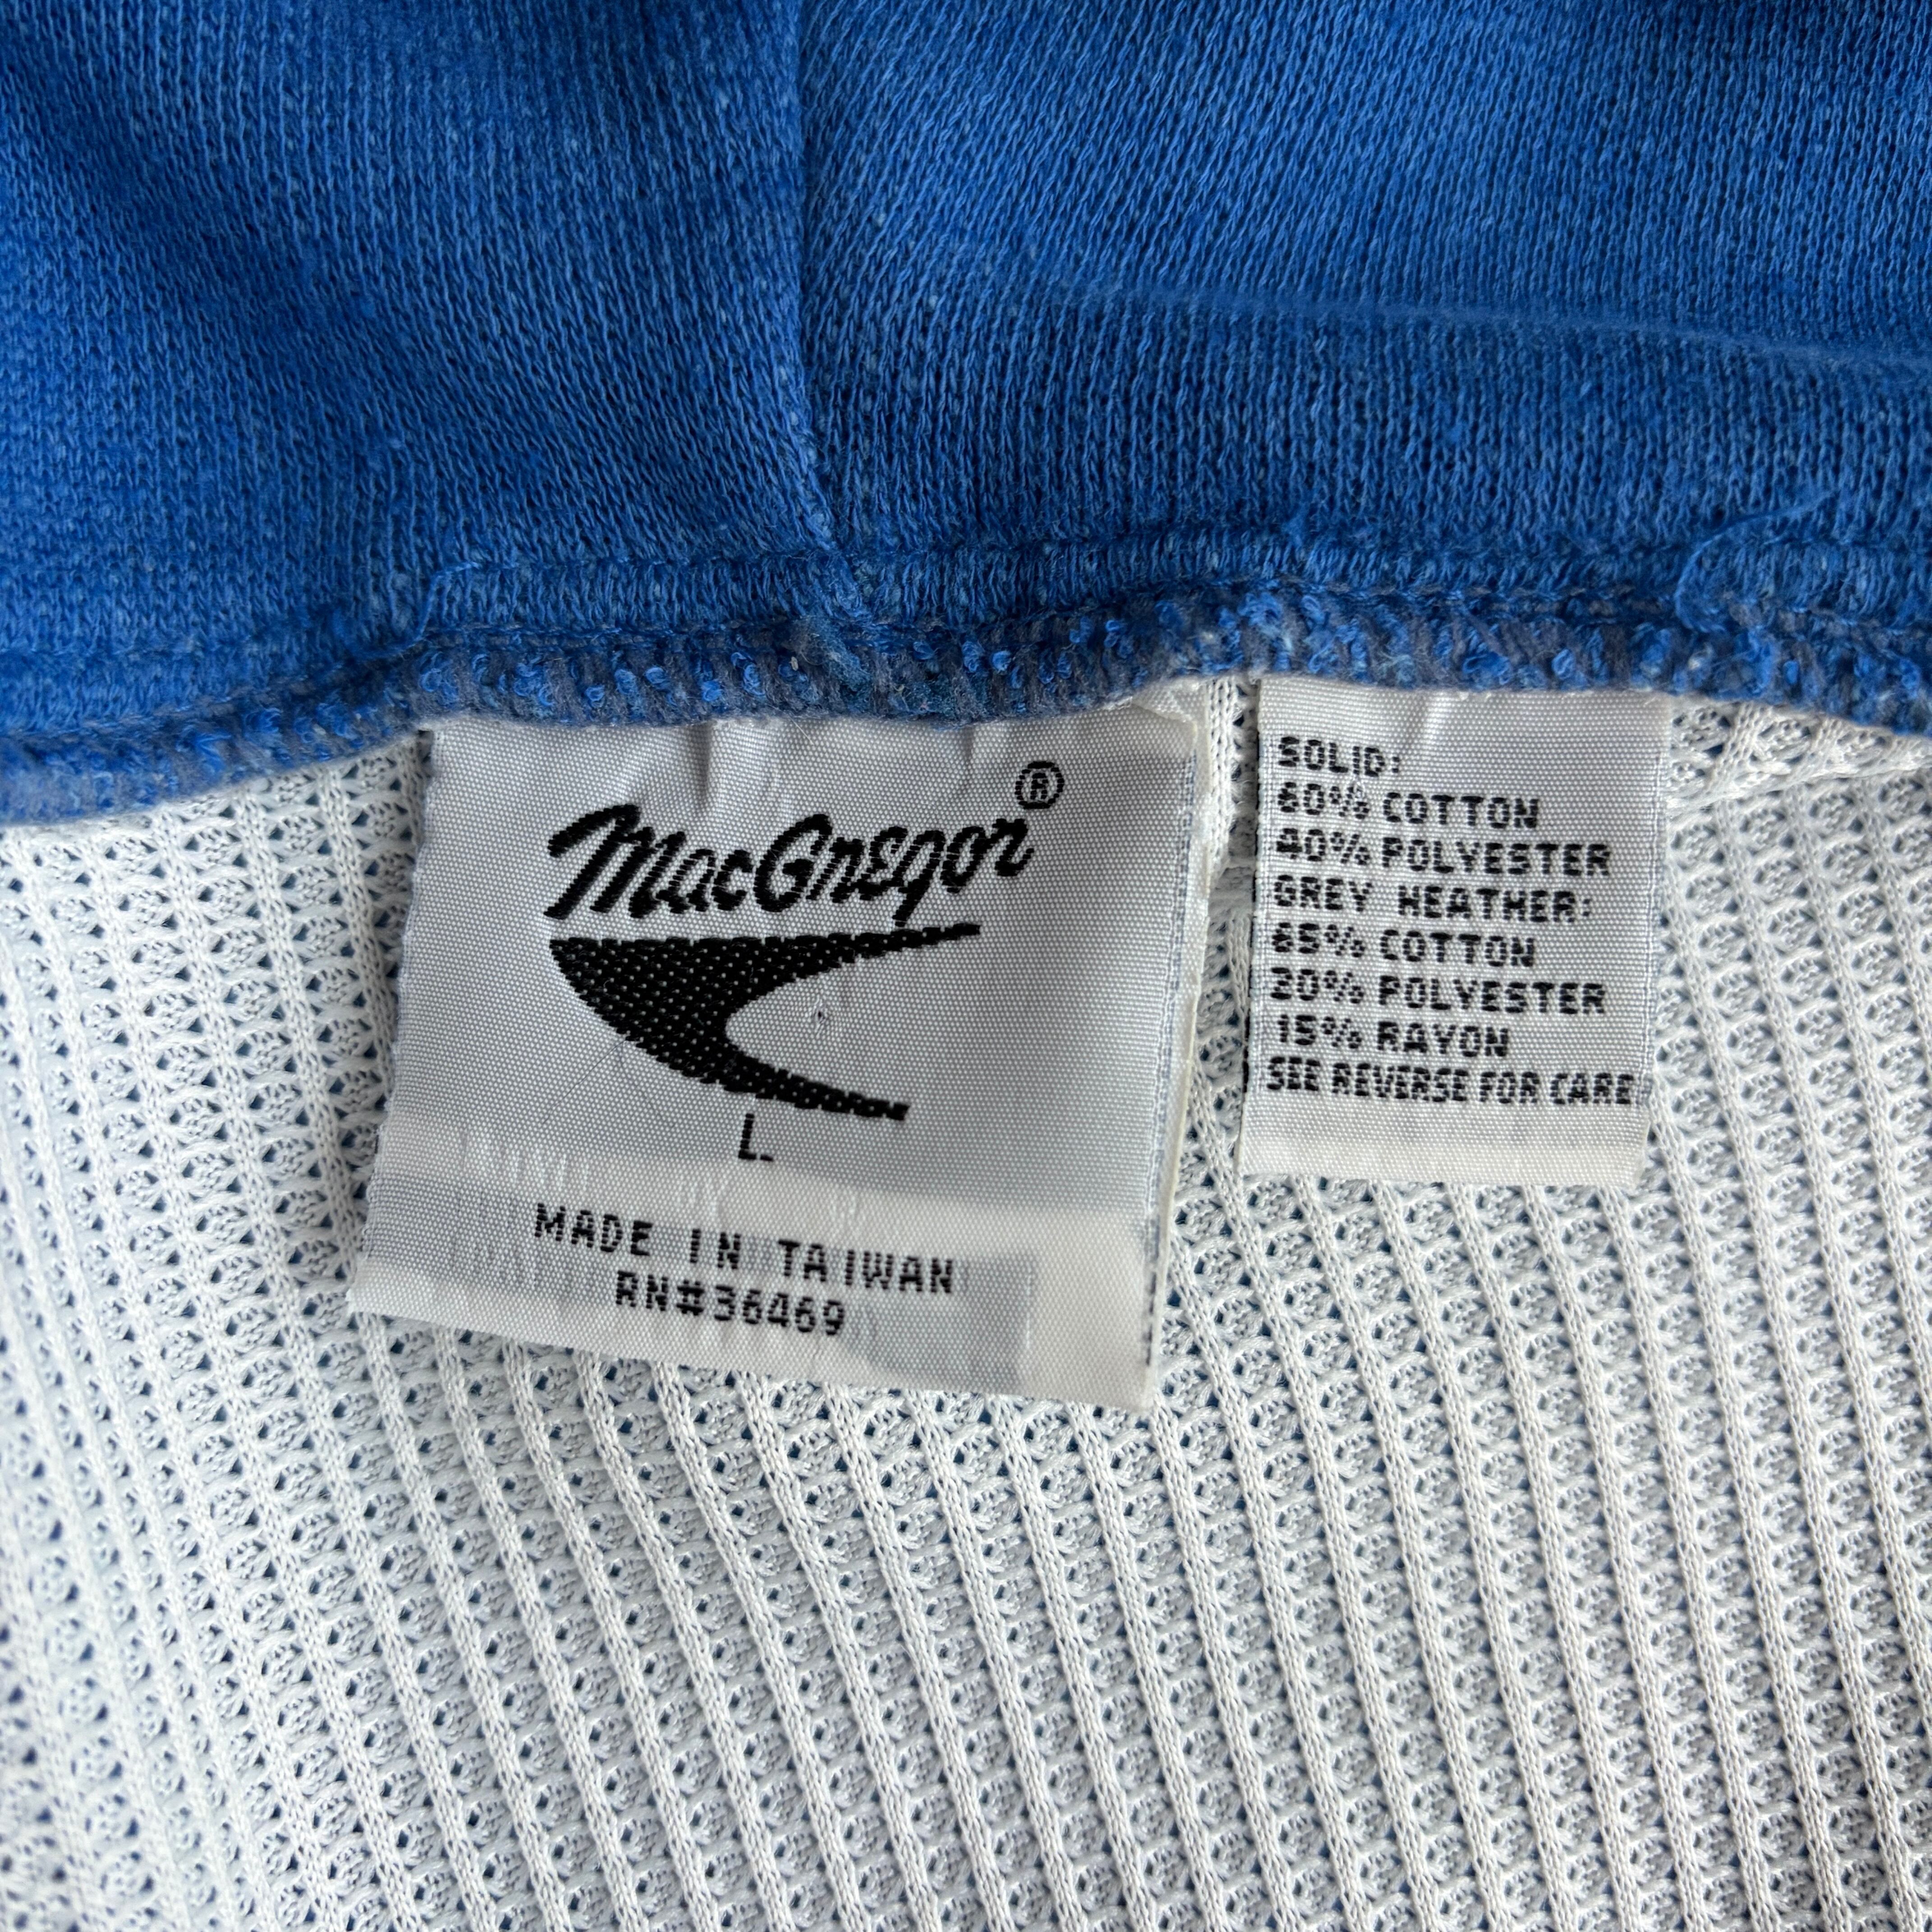 MacGregor®
L.
MADE IN TAIWAN
RN#36469
SOLID:
60% COTTON
40% POLYESTER
GREY HEATHER:
65% COTTON
20% POLYESTER
15% RAYON
SEE REVERSE FOR CARE